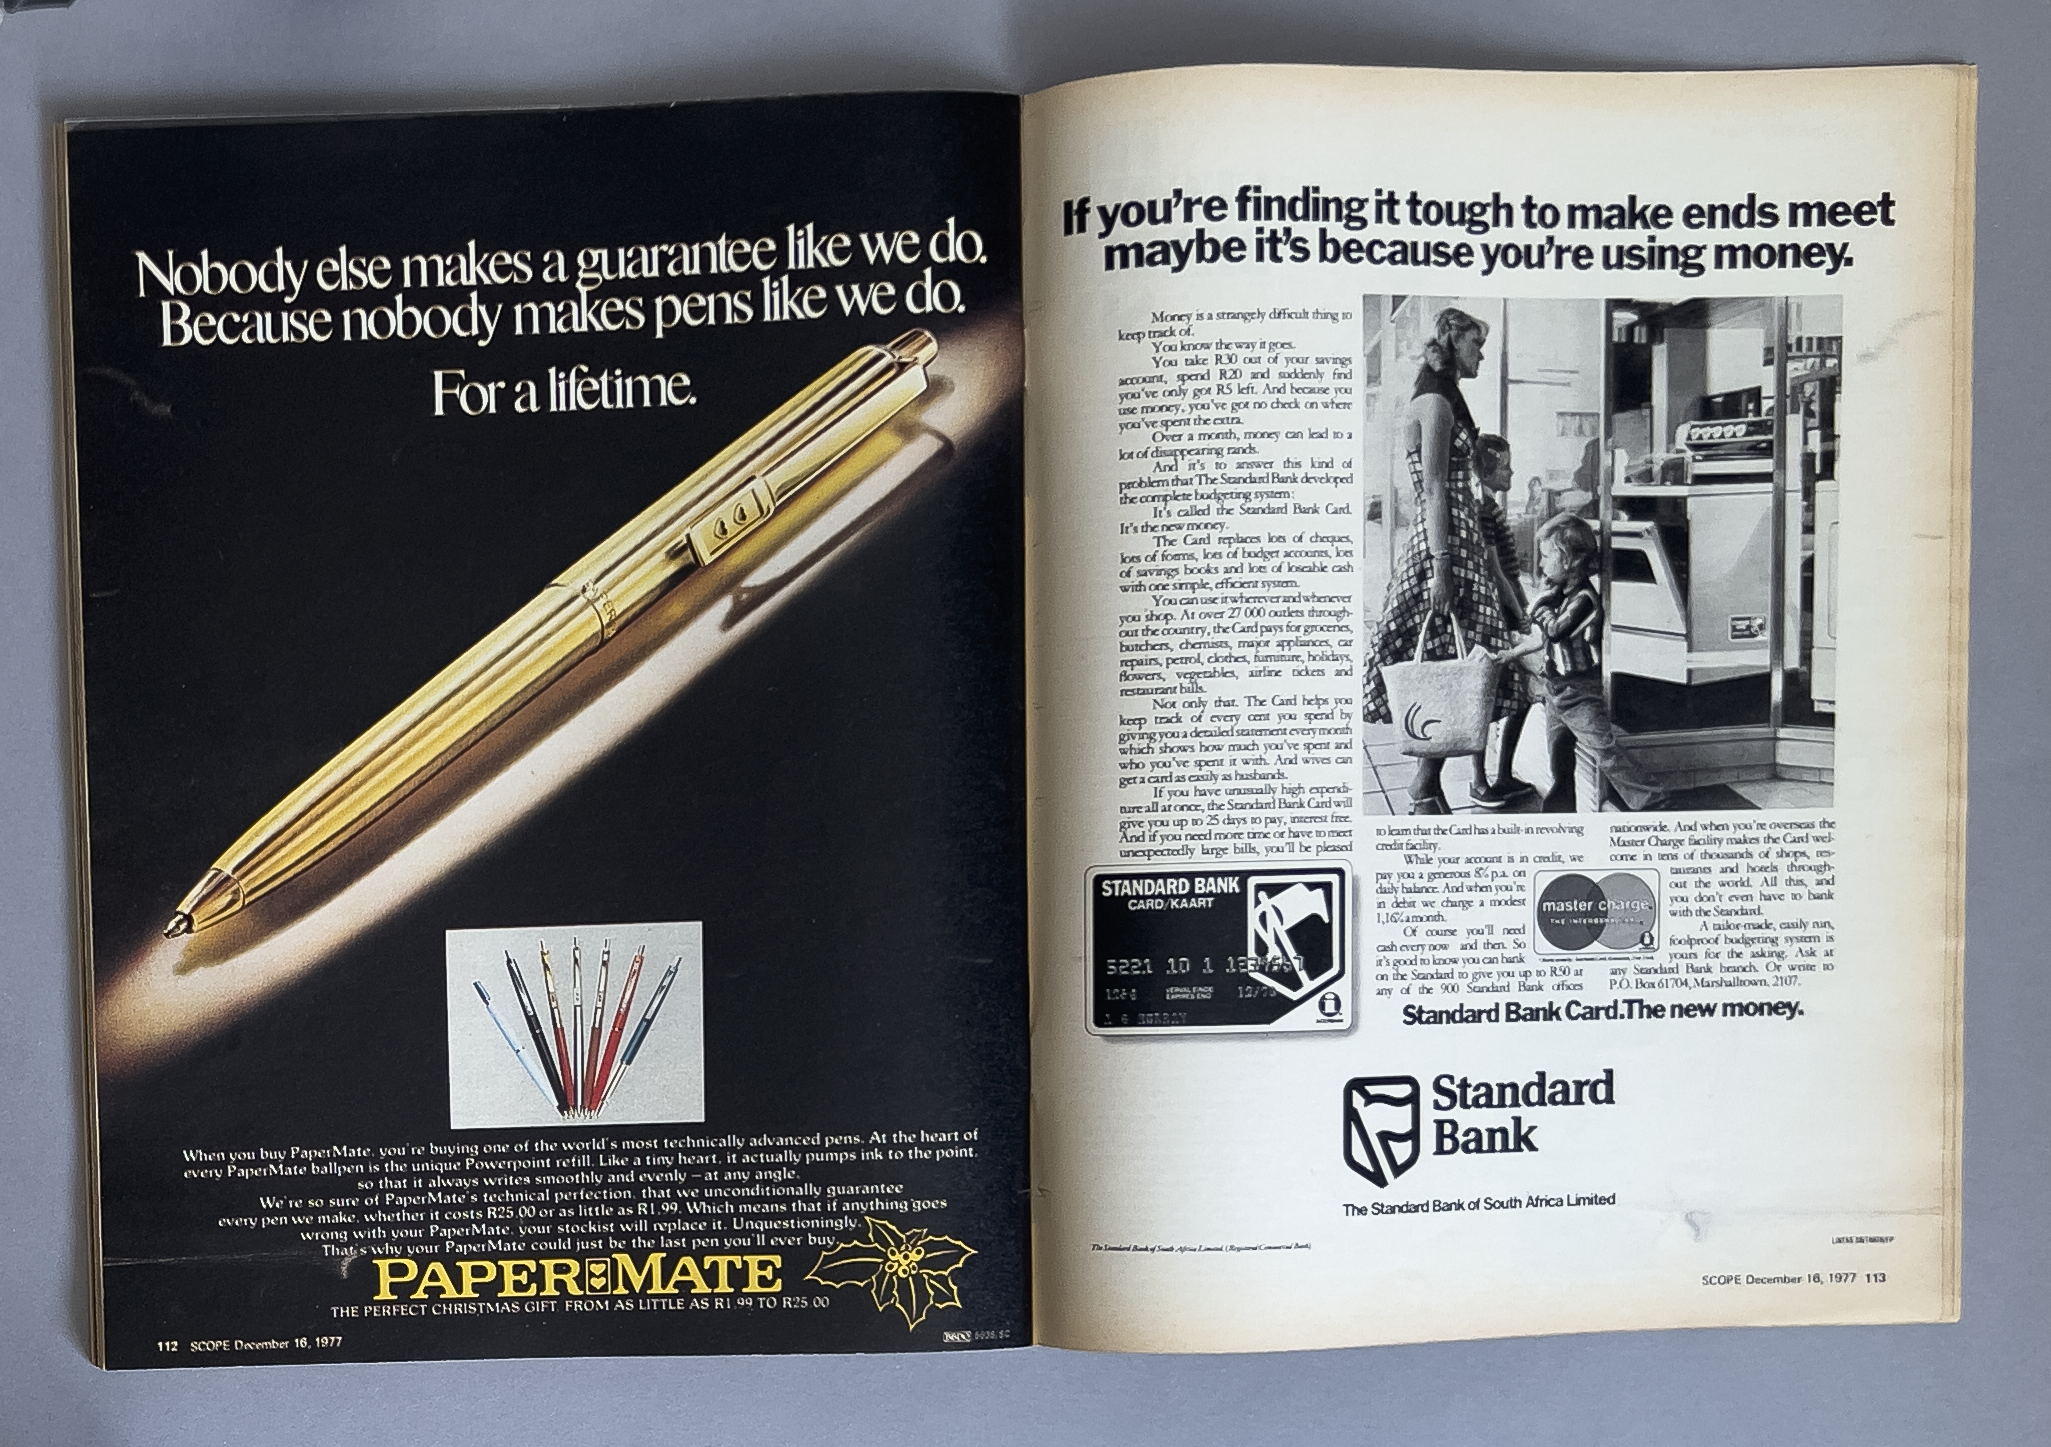 Nobody else makes a guarantee like we do.
Because nobody makes pens like we do.
For a lifetime.
When you buy PaperMate, you're buying one of the world's most technically advanced pens. At the heart of
every PaperMate ballpen is the unique Powerpoint refill. Like a tiny heart, it actually pumps ink to the point,
so that it always writes smoothly and evenly – at any angle.
We're so sure of PaperMate's technical perfection, that we unconditionally guarantee
every pen we make, whether it costs R25.00 or as little as R1.99. Which means that if anything goes
wrong with your PaperMate, your stockist will replace it. Unquestioningly.
That's why your PaperMate could just be the last pen you'll ever buy.
PAPER MATE
THE PERFECT CHRISTMAS GIFT. FROM AS LITTLE AS R1.99 TO R25.00
112 SCOPE December 16, 1977
If you're finding it tough to make ends meet
maybe it's because you're using money.
Money is a strangely difficult thing to
keep track of.
You know the way it goes.
You take R30 out of your savings
account, spend R20 and suddenly find
you've only got R5 left. And because you
use money, you've got no check on where
you've spent the extra.
Over a month, money can lead to a
lot of disappearing rands.
And it's to answer this kind of
problem that The Standard Bank developed
the complete budgeting system:
It's called the Standard Bank Card.
It's the new money.
The Card replaces lots of cheques,
lots of forms, lots of budget accounts, lots
of savings books and lots of loseable cash
with one simple, efficient system.
You can use it wherever and whenever
you shop. At over 27 000 outlets through-
out the country, the Card pays for groceries,
butchers, chemists, major appliances, car
repairs, petrol, clothes, furniture, holidays,
flowers, vegetables, airline tickets and
restaurant bills.
Not only that. The Card helps you
keep track of every cent you spend by
giving you a detailed statement every month
which shows how much you've spent and
who you've spent it with. And wives can
get a card as easily as husbands.
If you have unusually high expendi-
ture all at once, the Standard Bank Card will
give you up to 25 days to pay, interest free.
And if you need more time or have to meet
unexpectedly large bills, you'll be pleased
STANDARD BANK
CARD/KAART
5221 10 1
to learn that the Card has a built-in revolving
credit facility.
While your account is in credit, we
pay you a generous 8% p.a. on
daily balance. And when you're
in debit we charge a modest
1,16% a month.
Of course you'll need
cash every now and then. So
it's good to know you can bank
on the Standard to give you up to R50 at
any of the 900 Standard Bank offices
master charge
THE INTERBANK CARD
nationwide. And when you're overseas the
Master Charge facility makes the Card wel-
come in tens of thousands of shops, res-
taurants and hotels through-
out the world. All this, and
you don't even have to bank
with the Standard.
A tailor-made, easily run,
foolproof budgeting system is
yours for the asking. Ask at
any Standard Bank branch. Or write to
P.O. Box 61704, Marshalltown, 2107.
Standard Bank Card. The new money.
Standard
Bank
The Standard Bank of South Africa Limited
The Standard Bank of South Africa Limited. (Registered Commercial Bank)
SCOPE December 16, 1977 113